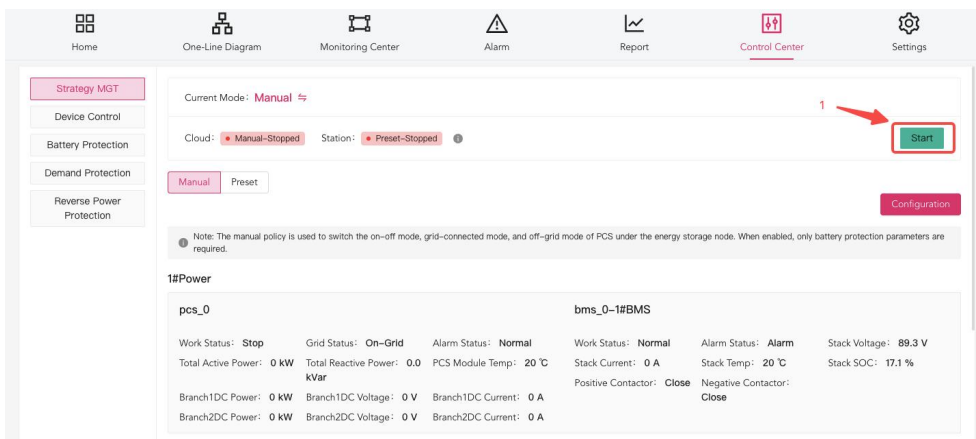 Home
One-Line Diagram
Monitoring Center
Alarm
Report
Control Center
Settings
Strategy MGT
Device Control
Battery Protection
Demand Protection
Reverse Power
Protection
Current Mode: Manual
1
Cloud: Manual-Stopped
Station: Preset-Stopped
Start
Manual
Preset
Configuration
Note: The manual policy is used to switch the on-off mode, grid-connected mode, and off-grid mode of PCS under the energy storage node. When enabled, only battery protection parameters are
required.
1#Power
pcs_0
Work Status: Stop
Grid Status: On-Grid
Alarm Status: Normal
Total Active Power: 0 kW
Total Reactive Power: 0.0
kVar
PCS Module Temp: 20 ℃
Branch1DC Power: 0 kW
Branch1DC Voltage: 0 V
Branch1DC Current: 0 A
Branch2DC Power: 0 kW
Branch2DC Voltage: 0 V
Branch2DC Current: 0 A
bms_0-1#BMS
Work Status: Normal
Alarm Status: Alarm
Stack Voltage: 89.3 V
Stack Current: 0 A
Stack Temp: 20 ℃
Stack SOC: 17.1 %
Positive Contactor: Close
Negative Contactor:
Close